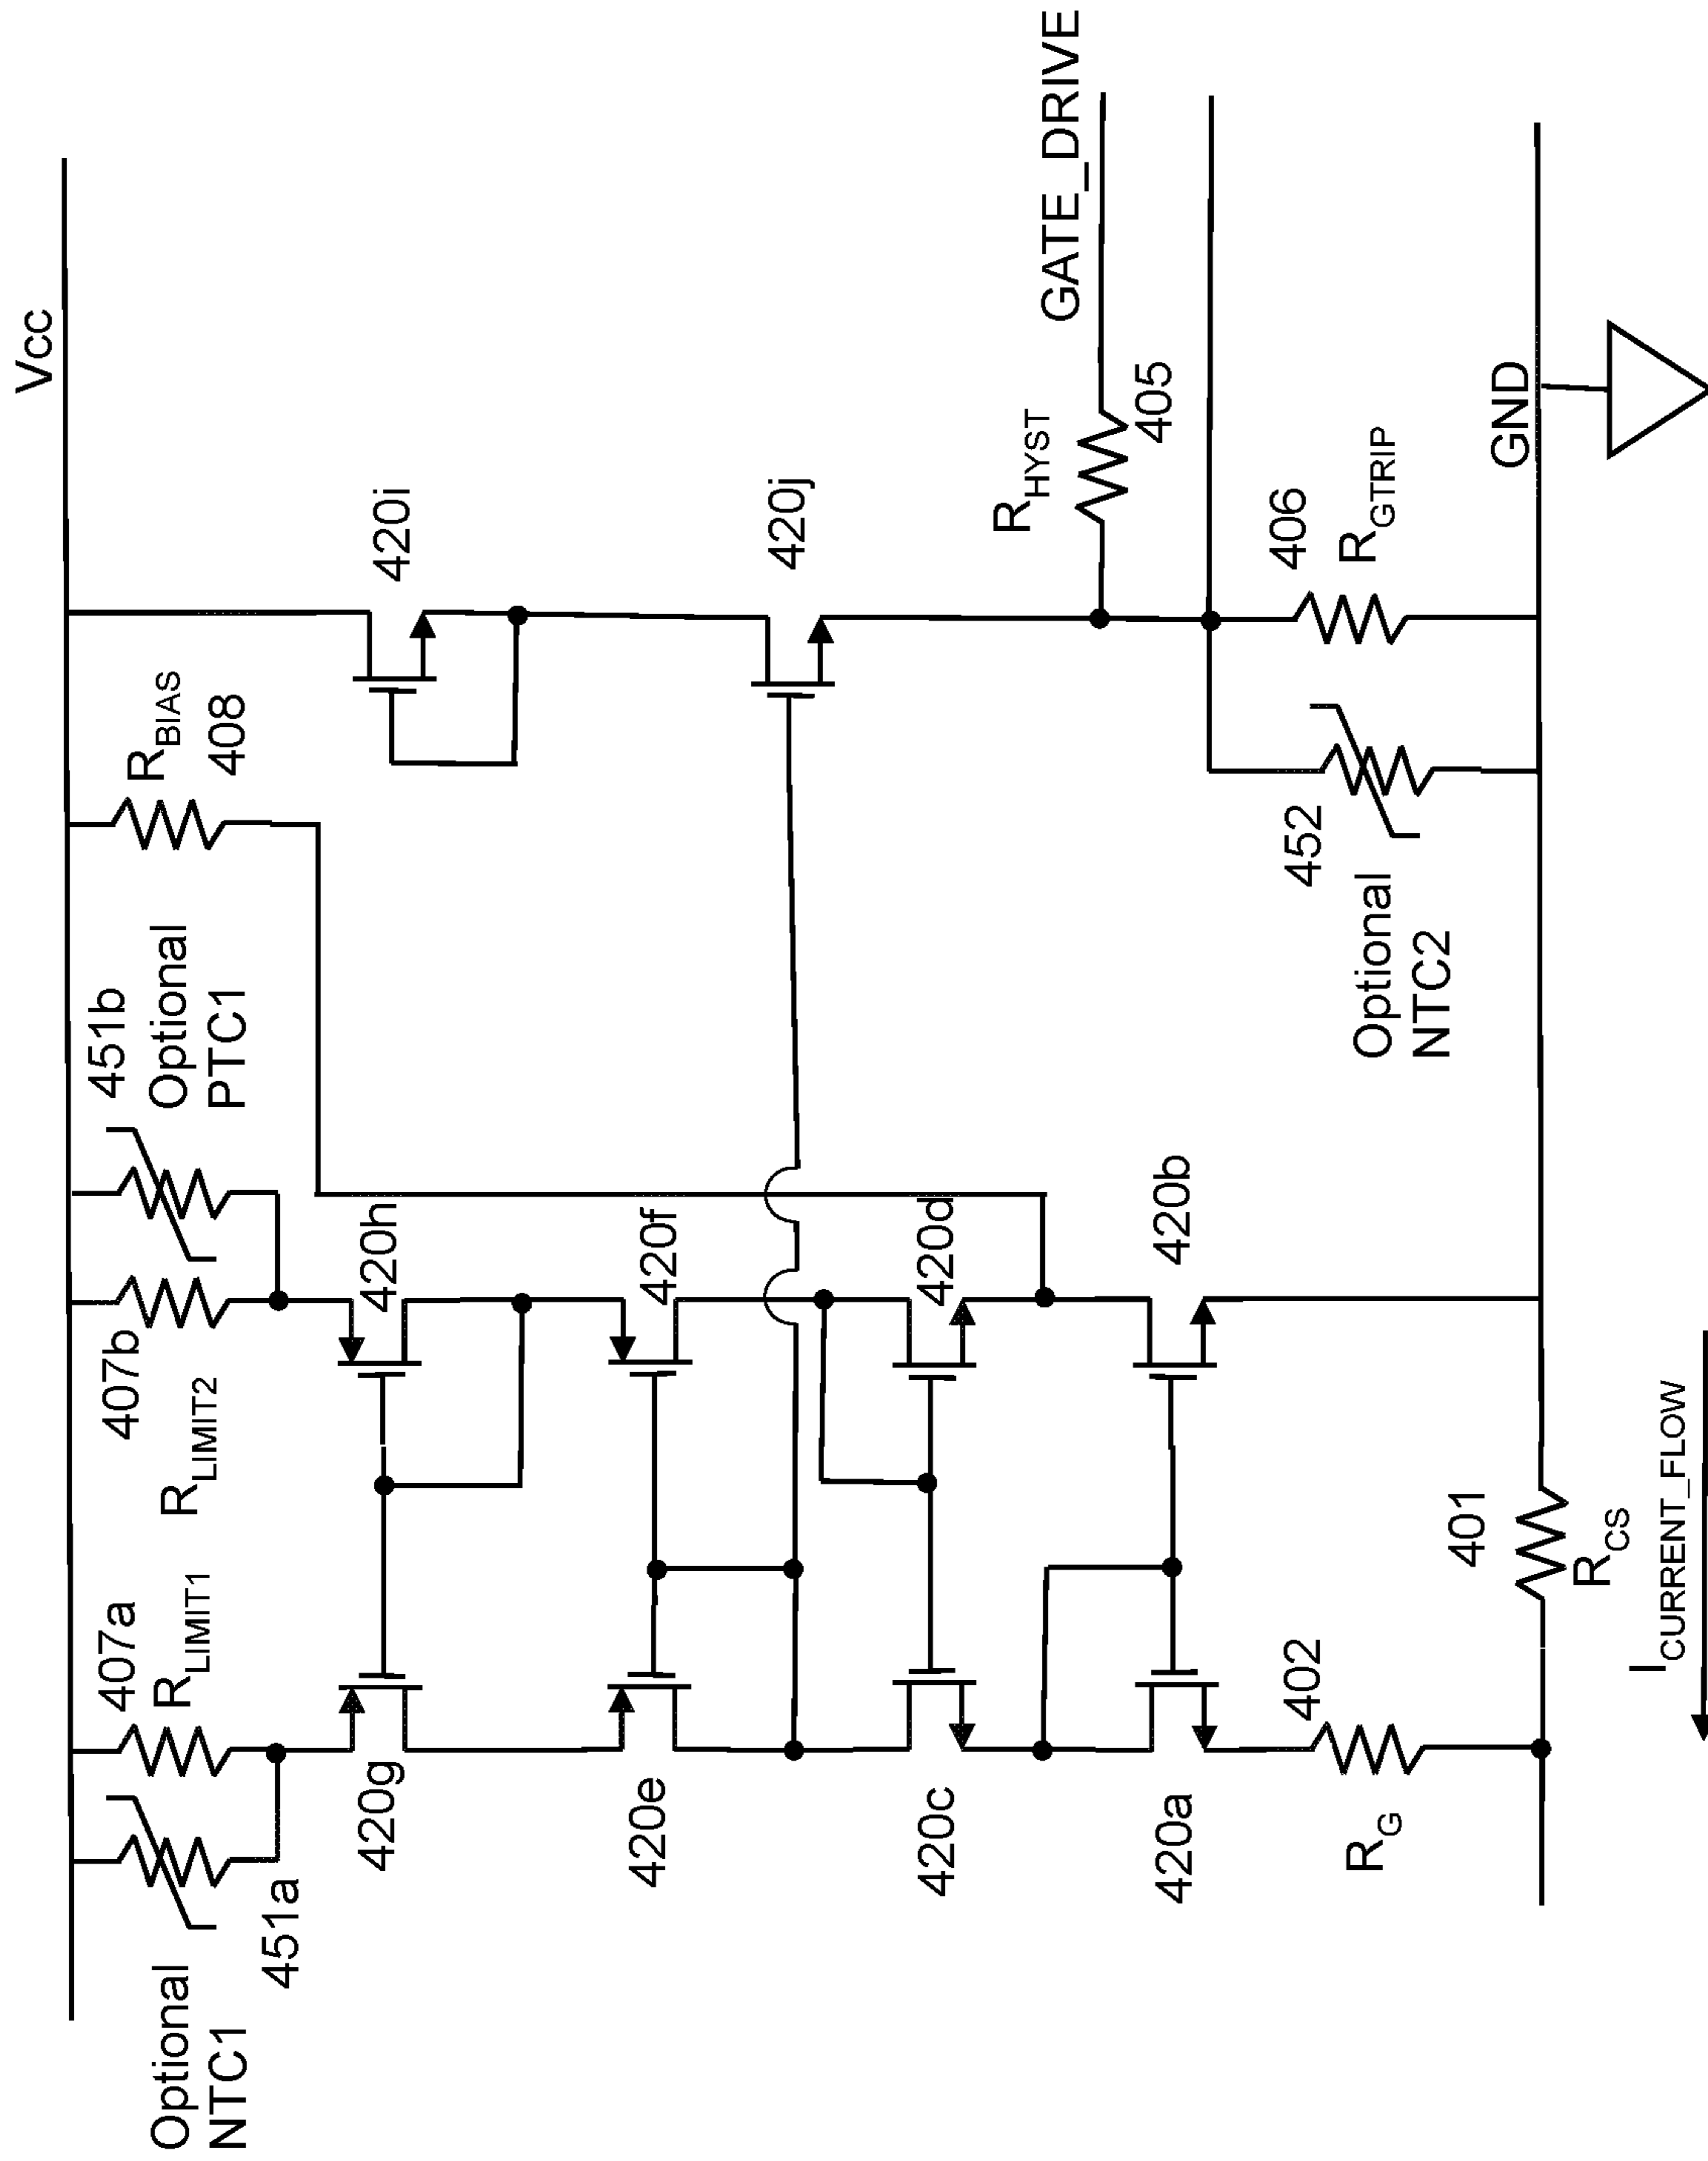 Vcc
Optional
NTC1
451a
407a
R_LIMIT1
407b
R_LIMIT2
451b
Optional
PTC1
R_BIAS
408
420g
420h
420i
420e
420f
420j
420c
420d
420a
420b
GATE_DRIVE
R_HYST
405
452
Optional
NTC2
406
R_GTRIP
GND
402
R_G
401
R_CS
I_CURRENT_FLOW